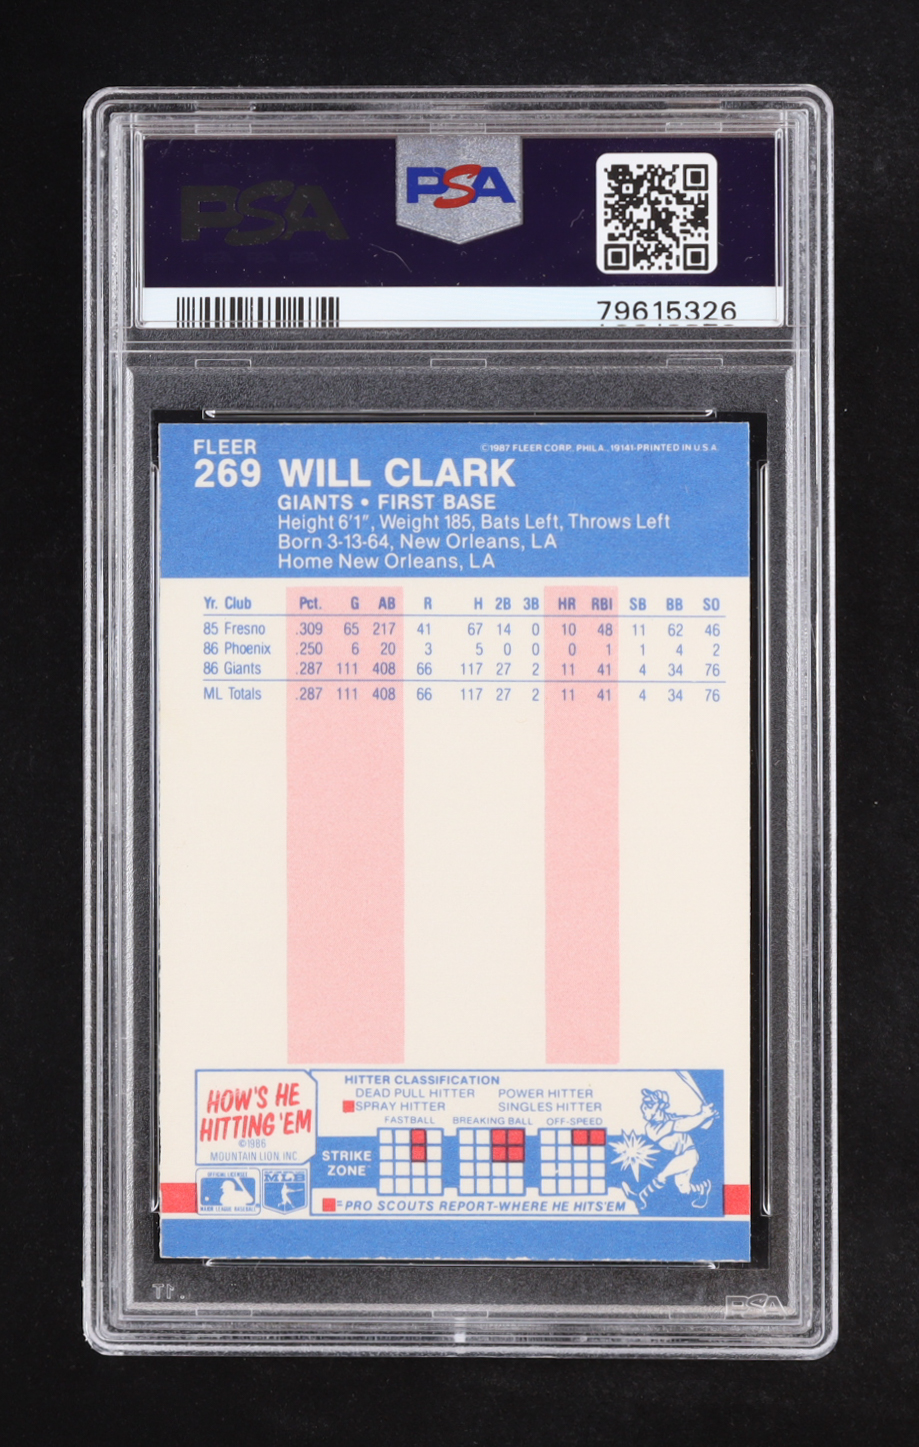 PSA
PSA
79615326
FLEER
269 WILL CLARK
©1987 FLEER CORP. PHILA., 19141-PRINTED IN U.S.A.
GIANTS • FIRST BASE
Height 6'1", Weight 185, Bats Left, Throws Left
Born 3-13-64, New Orleans, LA
Home New Orleans, LA
Yr. Club Pct. G AB R H 2B 3B HR RBI SB BB SO
85 Fresno .309 65 217 41 67 14 0 10 48 11 62 46
86 Phoenix .250 6 20 3 5 0 0 0 1 1 4 2
86 Giants .287 111 408 66 117 27 2 11 41 4 34 76
ML Totals .287 111 408 66 117 27 2 11 41 4 34 76
HOW'S HE
HITTING 'EM
©1986
MOUNTAIN LION, INC
HITTER CLASSIFICATION
DEAD PULL HITTER POWER HITTER
SPRAY HITTER SINGLES HITTER
FASTBALL BREAKING BALL OFF-SPEED
STRIKE
ZONE
=PRO SCOUTS REPORT-WHERE HE HITS'EM
MLB
MAJOR LEAGUE BASEBALL
PSA